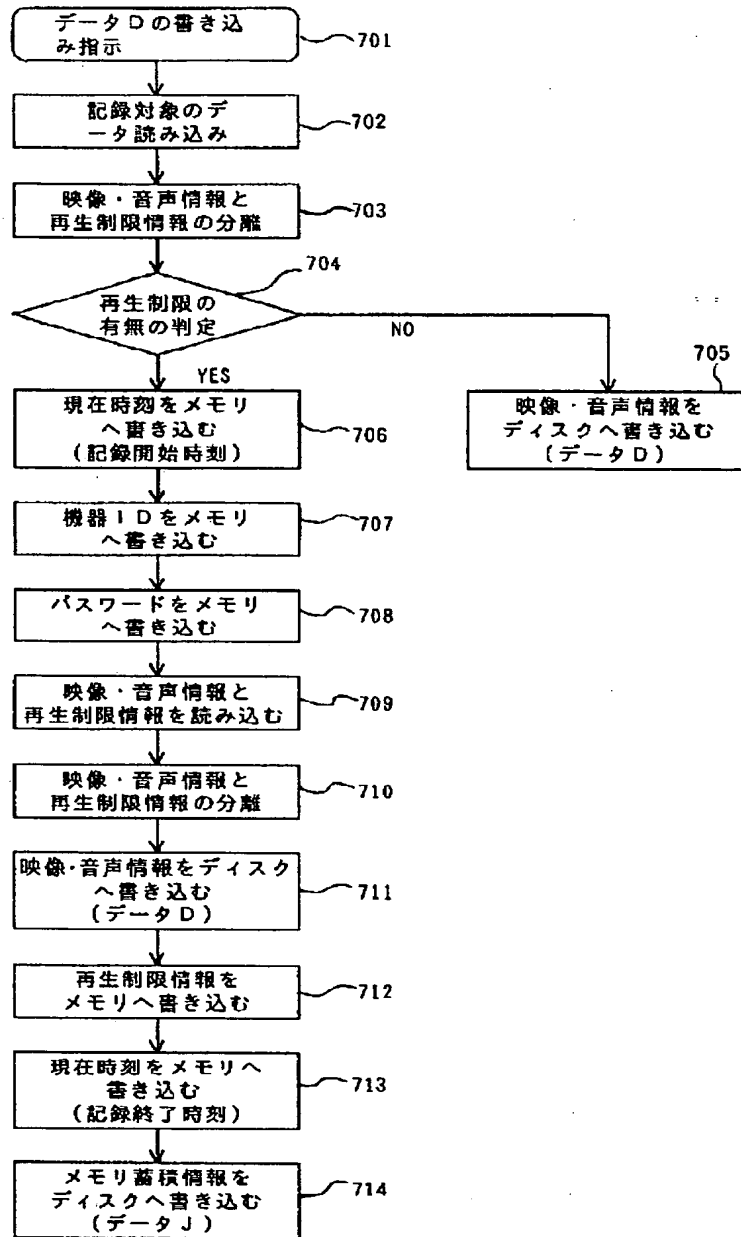 データDの書き込
み指示
701
記録対象のデ
ータ読み込み
702
映像・音声情報と
再生制限情報の分離
703
704
再生制限の
有無の判定
NO
YES
705
映像・音声情報を
ディスクへ書き込む
(データD)
現在時刻をメモリ
へ書き込む
(記録開始時刻)
706
機器IDをメモリ
へ書き込む
707
パスワードをメモリ
へ書き込む
708
映像・音声情報と
再生制限情報を読み込む
709
映像・音声情報と
再生制限情報の分離
710
映像・音声情報をディスク
へ書き込む
(データD)
711
再生制限情報を
メモリへ書き込む
712
現在時刻をメモリへ
書き込む
(記録終了時刻)
713
メモリ蓄積情報を
ディスクへ書き込む
(データJ)
714